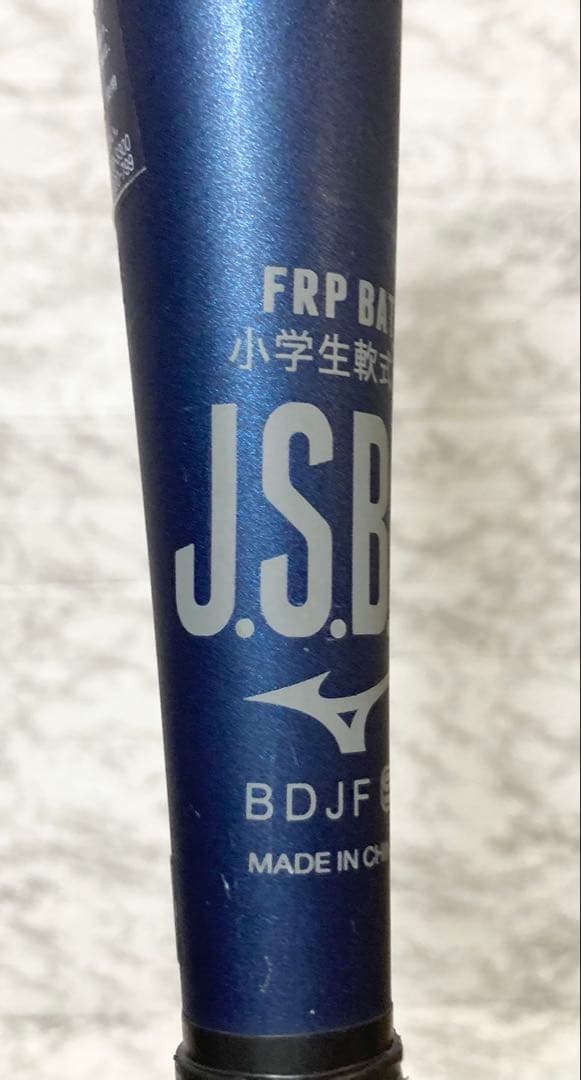 FRP BAT
小学生軟式
J.S.B.
BDJF
MADE IN CHI